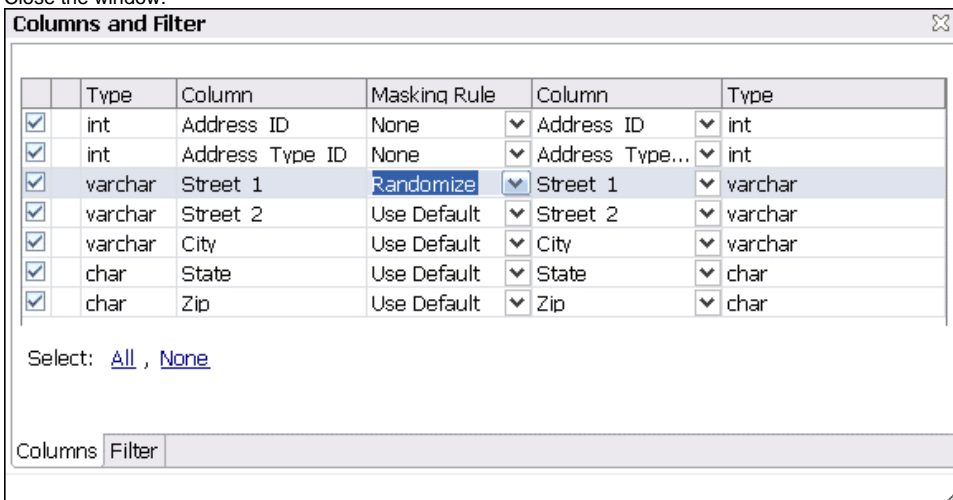 Close the window.
Columns and Filter
Type Column Masking Rule Column Type
int Address ID None Address ID int
int Address Type ID None Address Type... int
varchar Street 1 Randomize Street 1 varchar
varchar Street 2 Use Default Street 2 varchar
varchar City Use Default City varchar
char State Use Default State char
char Zip Use Default Zip char
Select: All , None
Columns Filter